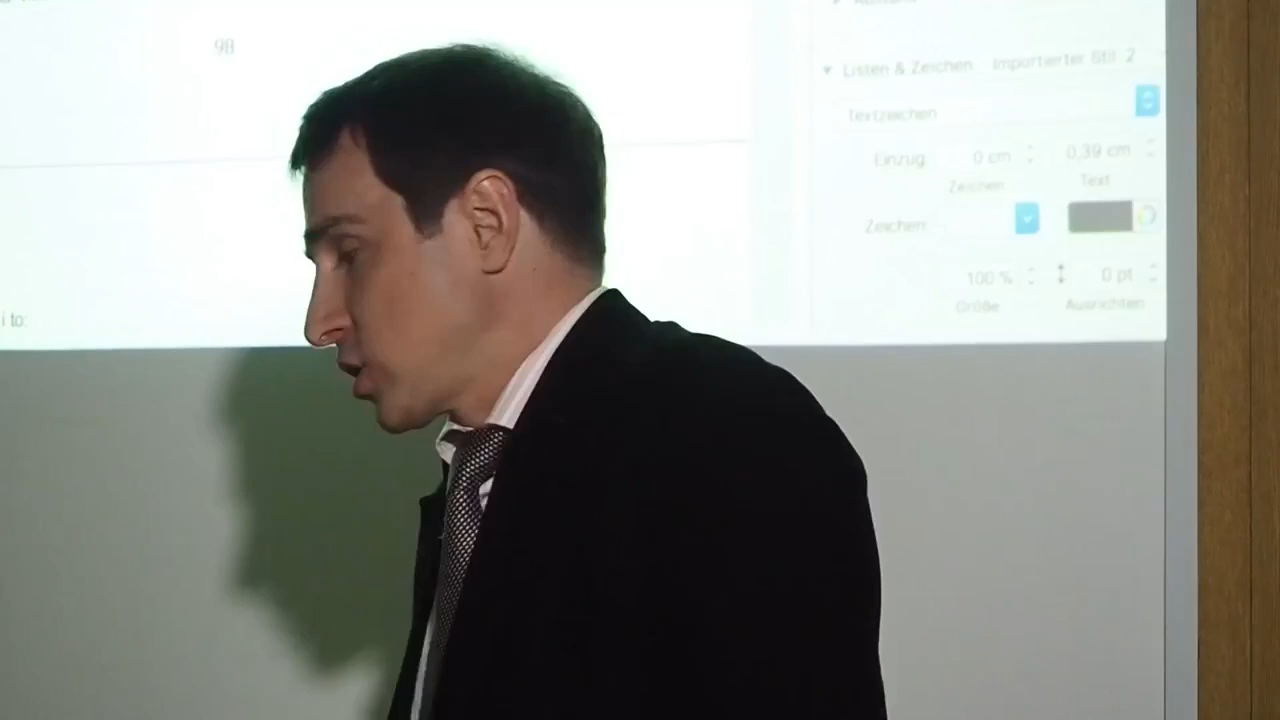 98
Listen & Zeichen Importierter Stil 2
Textzeichen
Einzug: 0 cm 0,39 cm
Zeichen Text
Zeichen:
100 % 0 pt
Größe Ausrichten
i to: